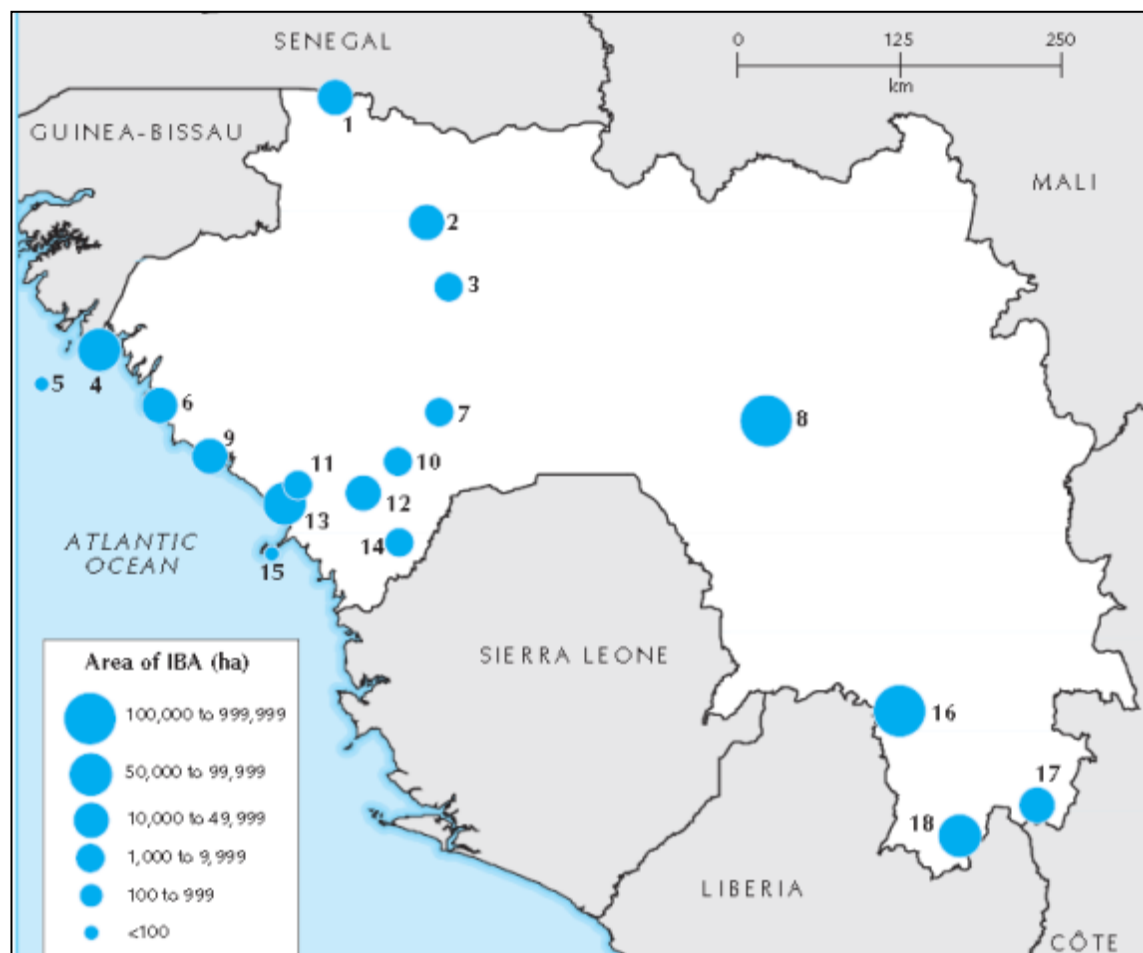 SENEGAL
0 125 250
km
1
GUINEA-BISSAU
MALI
2
3
4
5
6
7
8
9
10
11
12
13
14
ATLANTIC
OCEAN
15
SIERRA LEONE
Area of IBA (ha)
100,000 to 999,999
50,000 to 99,999
10,000 to 49,999
1,000 to 9,999
100 to 999
<100
16
17
18
LIBERIA
CÔTE